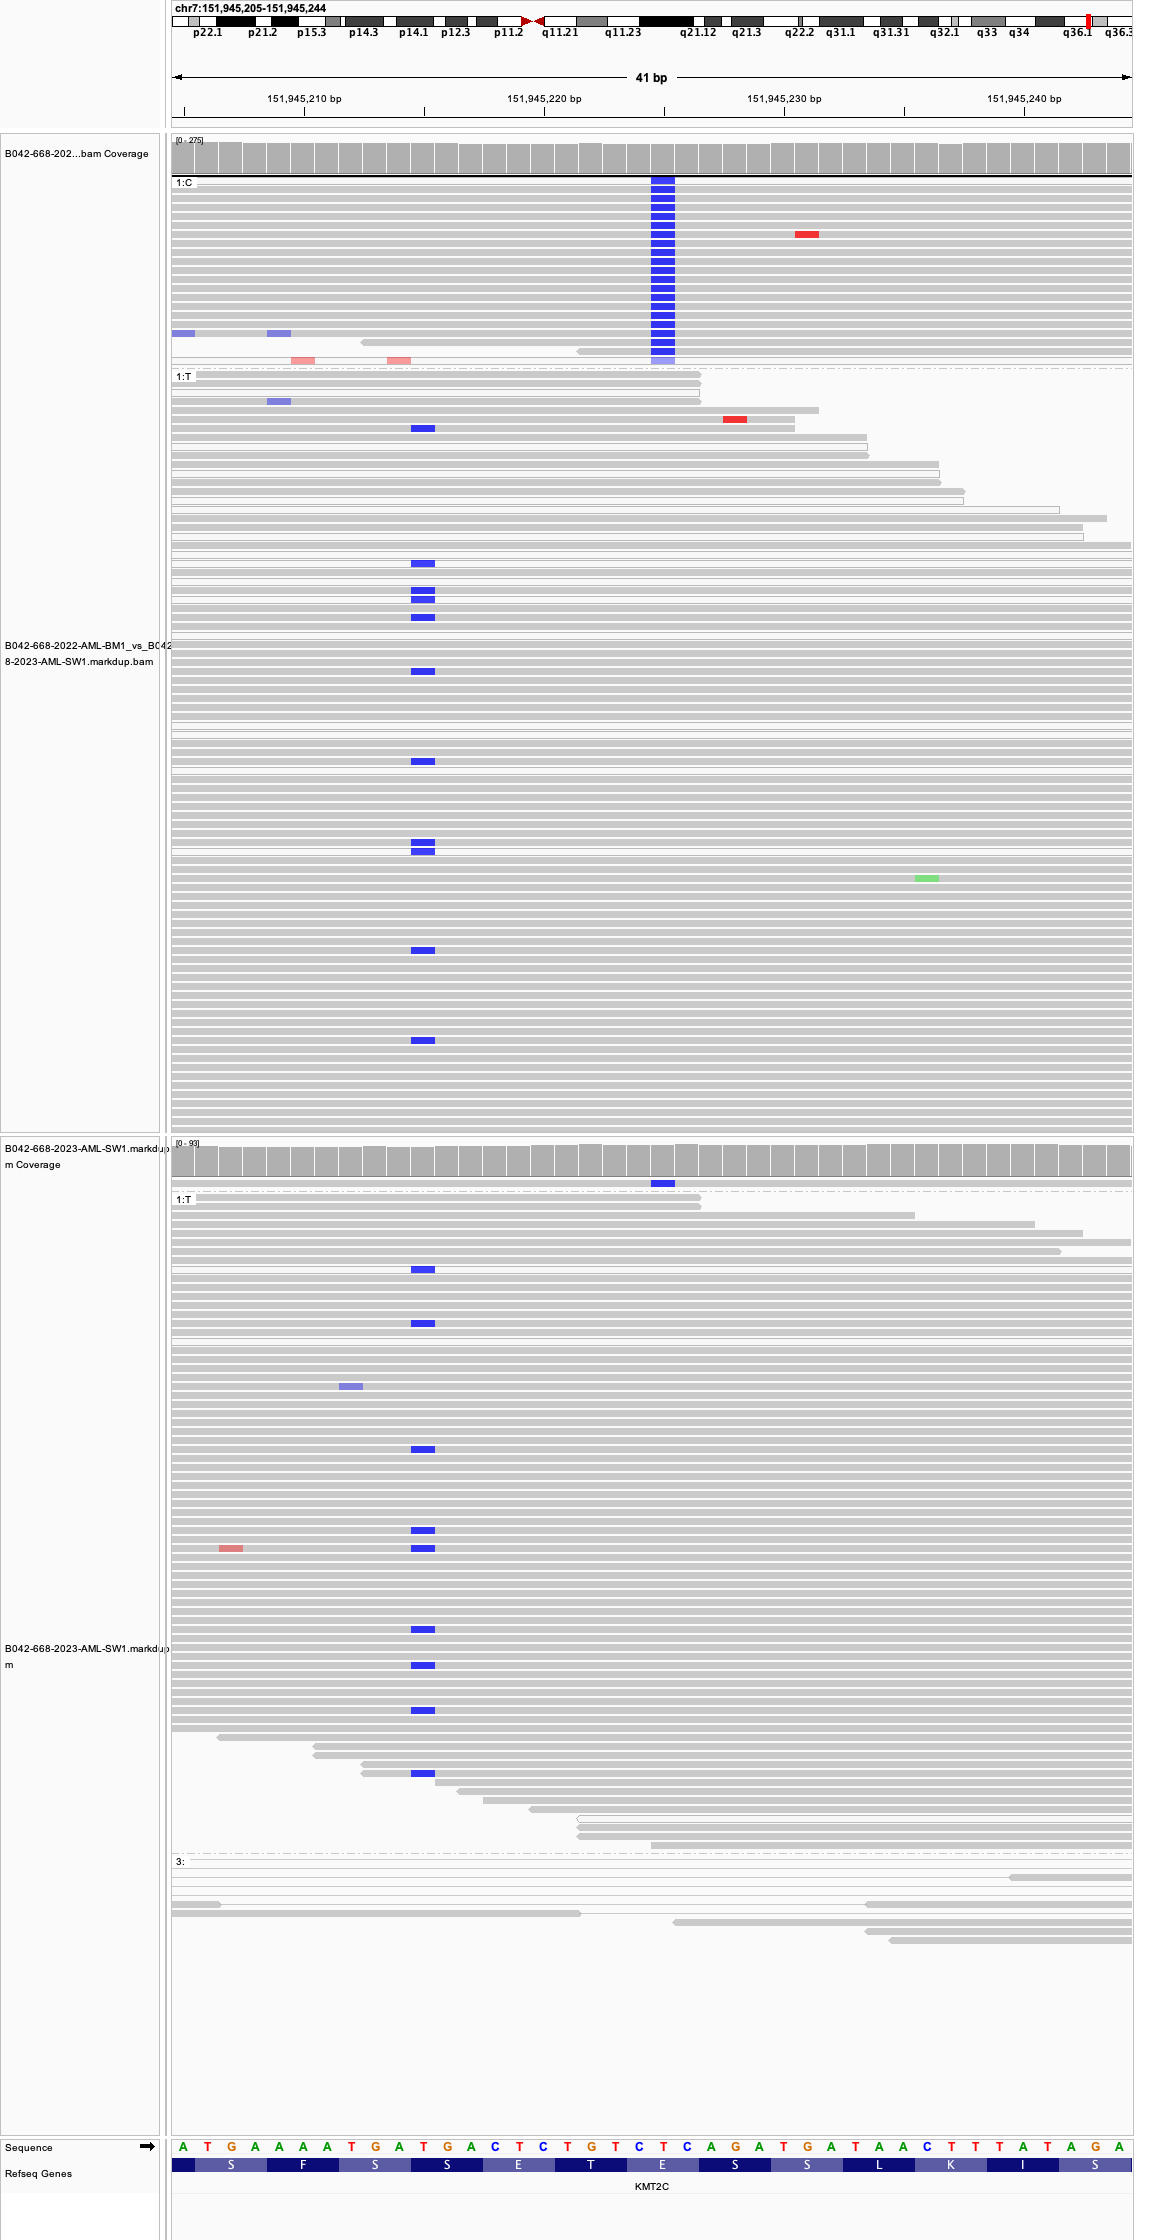 chr7:151,945,205-151,945,244
p22.1 p21.2 p15.3 p14.3 p14.1 p12.3 p11.2 q11.21 q11.23 q21.12 q21.3 q22.2 q31.1 q31.31 q32.1 q33 q34 q36.1 q36.3
41 bp
151,945,210 bp 151,945,220 bp 151,945,230 bp 151,945,240 bp
[0 - 275]
B042-668-202...bam Coverage
1:C
1:T
B042-668-2022-AML-BM1_vs_B042
8-2023-AML-SW1.markdup.bam
[0 - 93]
B042-668-2023-AML-SW1.markdup
m Coverage
1:T
B042-668-2023-AML-SW1.markdup
m
3:
Sequence A T G A A A A T G A T G A C T C T G T C T C A G A T G A T A A C T T T A T A G A
Refseq Genes S F S S E T E S S L K I S
KMT2C